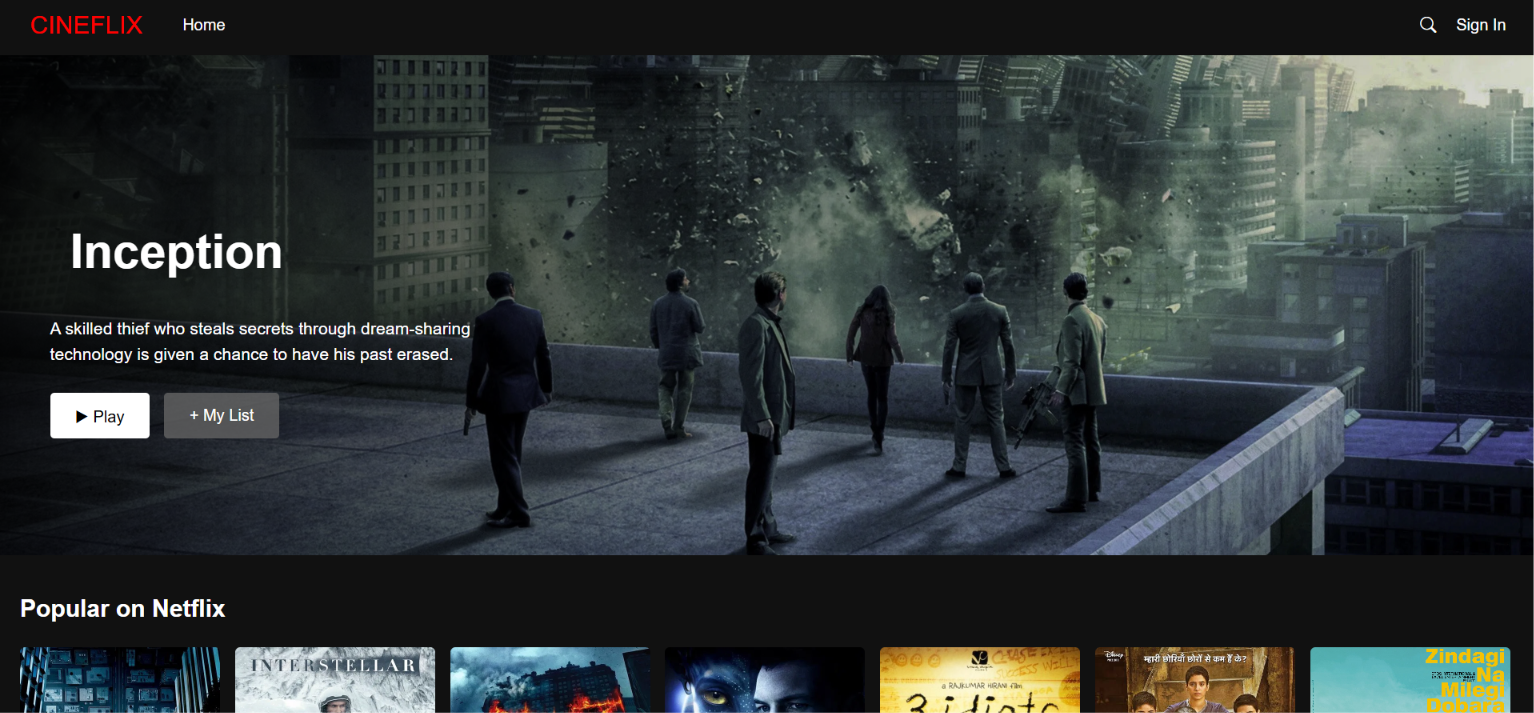 CINEFLIX
Home
Sign In
Inception
A skilled thief who steals secrets through dream-sharing
technology is given a chance to have his past erased.
Play
+ My List
Popular on Netflix
INTERSTELLAR
a RAJKUMAR HIRANI film
3 idiots
Disney
म्हारी छोरियाँ छोरों से कम हैं के?
Zindagi
Na
Milegi
Dobara